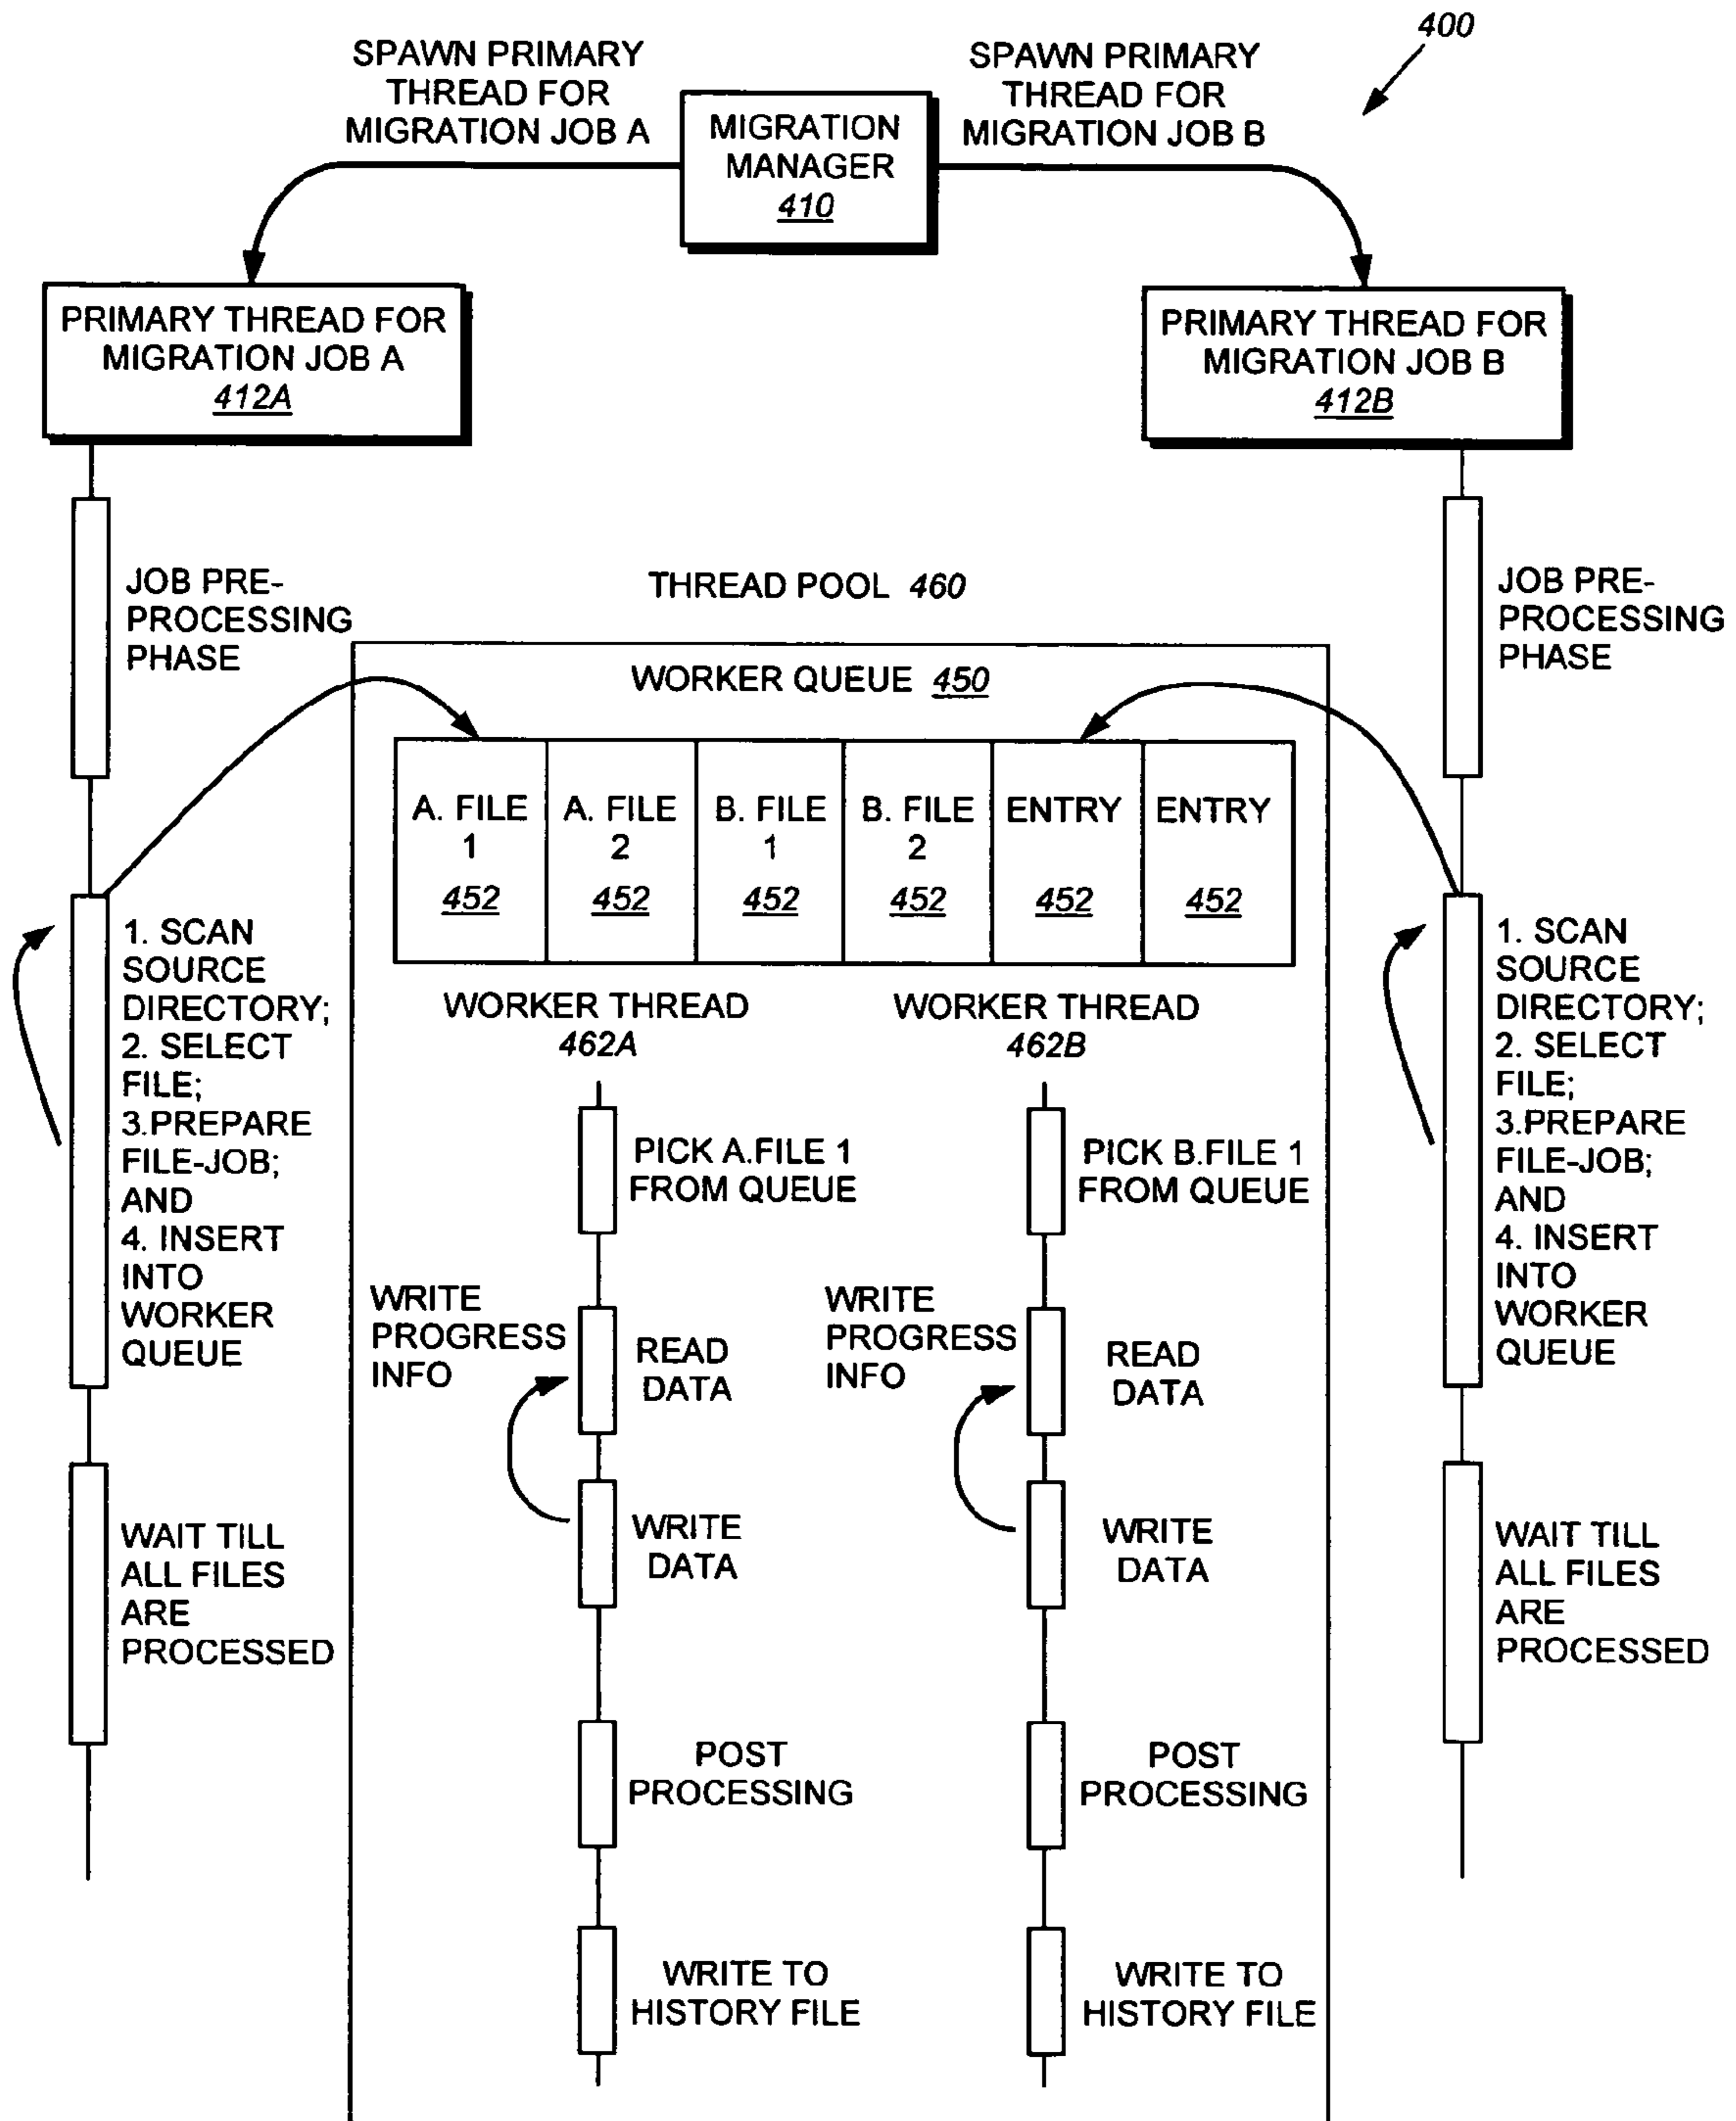 400
SPAWN PRIMARY
THREAD FOR
MIGRATION JOB A
MIGRATION
MANAGER
410
SPAWN PRIMARY
THREAD FOR
MIGRATION JOB B
PRIMARY THREAD FOR
MIGRATION JOB A
412A
PRIMARY THREAD FOR
MIGRATION JOB B
412B
JOB PRE-
PROCESSING
PHASE
THREAD POOL 460
JOB PRE-
PROCESSING
PHASE
WORKER QUEUE 450
A. FILE
1
452
A. FILE
2
452
B. FILE
1
452
B. FILE
2
452
ENTRY
452
ENTRY
452
1. SCAN
SOURCE
DIRECTORY;
2. SELECT
FILE;
3.PREPARE
FILE-JOB;
AND
4. INSERT
INTO
WORKER
QUEUE
WAIT TILL
ALL FILES
ARE
PROCESSED
WORKER THREAD
462A
PICK A.FILE 1
FROM QUEUE
WRITE
PROGRESS
INFO
READ
DATA
WRITE
DATA
POST
PROCESSING
WRITE TO
HISTORY FILE
WORKER THREAD
462B
PICK B.FILE 1
FROM QUEUE
WRITE
PROGRESS
INFO
READ
DATA
WRITE
DATA
POST
PROCESSING
WRITE TO
HISTORY FILE
1. SCAN
SOURCE
DIRECTORY;
2. SELECT
FILE;
3.PREPARE
FILE-JOB;
AND
4. INSERT
INTO
WORKER
QUEUE
WAIT TILL
ALL FILES
ARE
PROCESSED